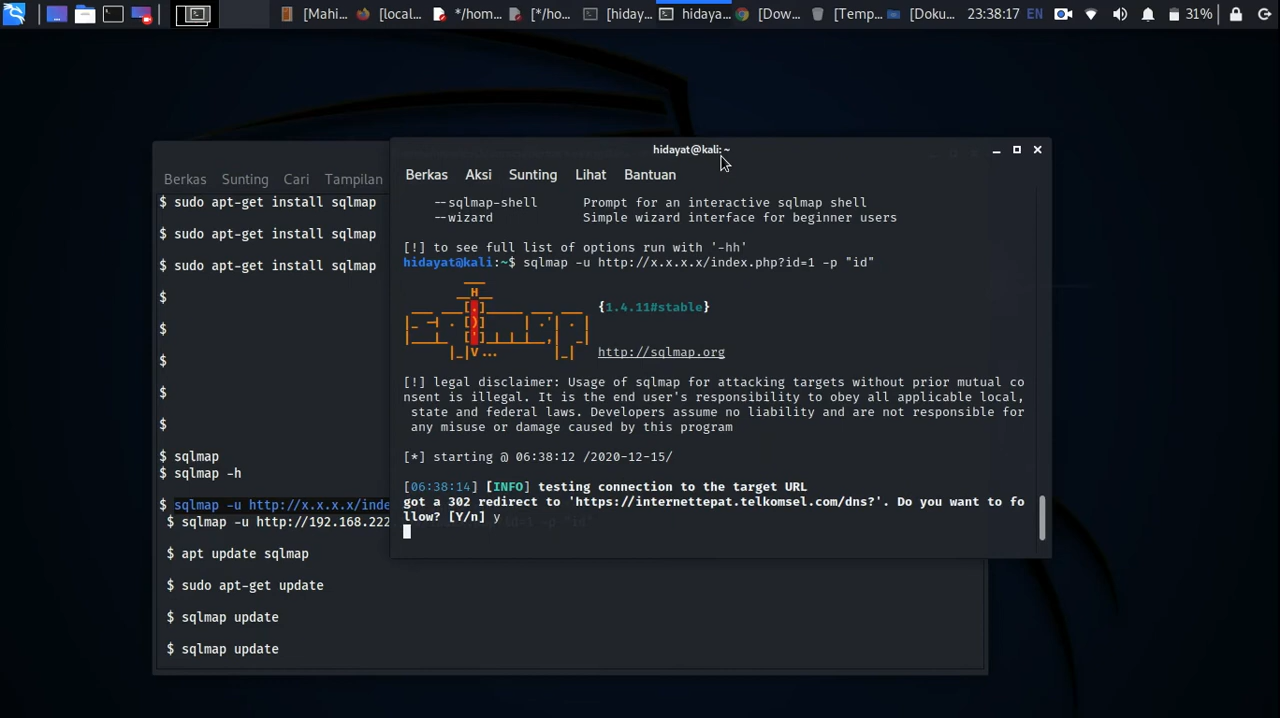 [Mahi... [local... */hom... [*/ho... [hiday... hidaya... [Dow... [Temp... [Doku... 23:38:17 EN 31%
hidayat@kali: ~
Berkas Aksi Sunting Lihat Bantuan
--sqlmap-shell Prompt for an interactive sqlmap shell
--wizard Simple wizard interface for beginner users
[!] to see full list of options run with '-hh'
hidayat@kali:~$ sqlmap -u http://x.x.x.x/index.php?id=1 -p "id"
{1.4.11#stable}
http://sqlmap.org
[!] legal disclaimer: Usage of sqlmap for attacking targets without prior mutual co
nsent is illegal. It is the end user's responsibility to obey all applicable local,
state and federal laws. Developers assume no liability and are not responsible for
any misuse or damage caused by this program
[*] starting @ 06:38:12 /2020-12-15/
[06:38:14] [INFO] testing connection to the target URL
got a 302 redirect to 'https://internettepat.telkomsel.com/dns?'. Do you want to fo
llow? [Y/n] y
Berkas Sunting Cari Tampilan
$ sudo apt-get install sqlmap
$ sudo apt-get install sqlmap
$ sudo apt-get install sqlmap
$
$
$
$
$
$ sqlmap
$ sqlmap -h
$ sqlmap -u http://x.x.x.x/inde
$ sqlmap -u http://192.168.222
$ apt update sqlmap
$ sudo apt-get update
$ sqlmap update
$ sqlmap update